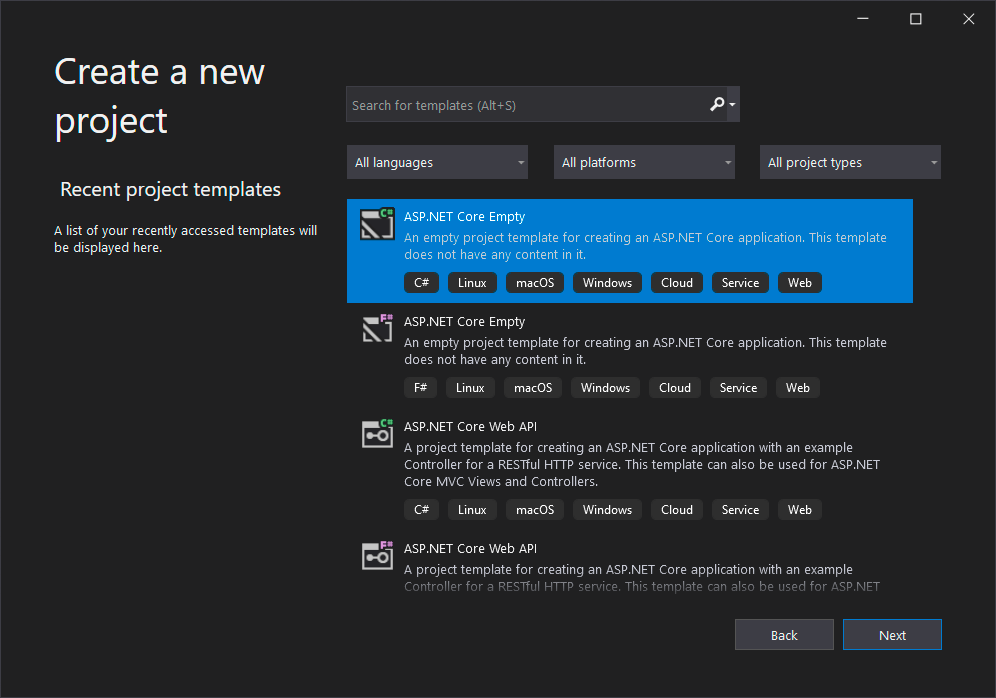 Create a new
project
Search for templates (Alt+S)
All languages
All platforms
All project types
Recent project templates
A list of your recently accessed templates will
be displayed here.
C#
ASP.NET Core Empty
An empty project template for creating an ASP.NET Core application. This template
does not have any content in it.
C# Linux macOS Windows Cloud Service Web
F#
ASP.NET Core Empty
An empty project template for creating an ASP.NET Core application. This template
does not have any content in it.
F# Linux macOS Windows Cloud Service Web
C#
ASP.NET Core Web API
A project template for creating an ASP.NET Core application with an example
Controller for a RESTful HTTP service. This template can also be used for ASP.NET
Core MVC Views and Controllers.
C# Linux macOS Windows Cloud Service Web
F#
ASP.NET Core Web API
A project template for creating an ASP.NET Core application with an example
Controller for a RESTful HTTP service. This template can also be used for ASP.NET
Back
Next